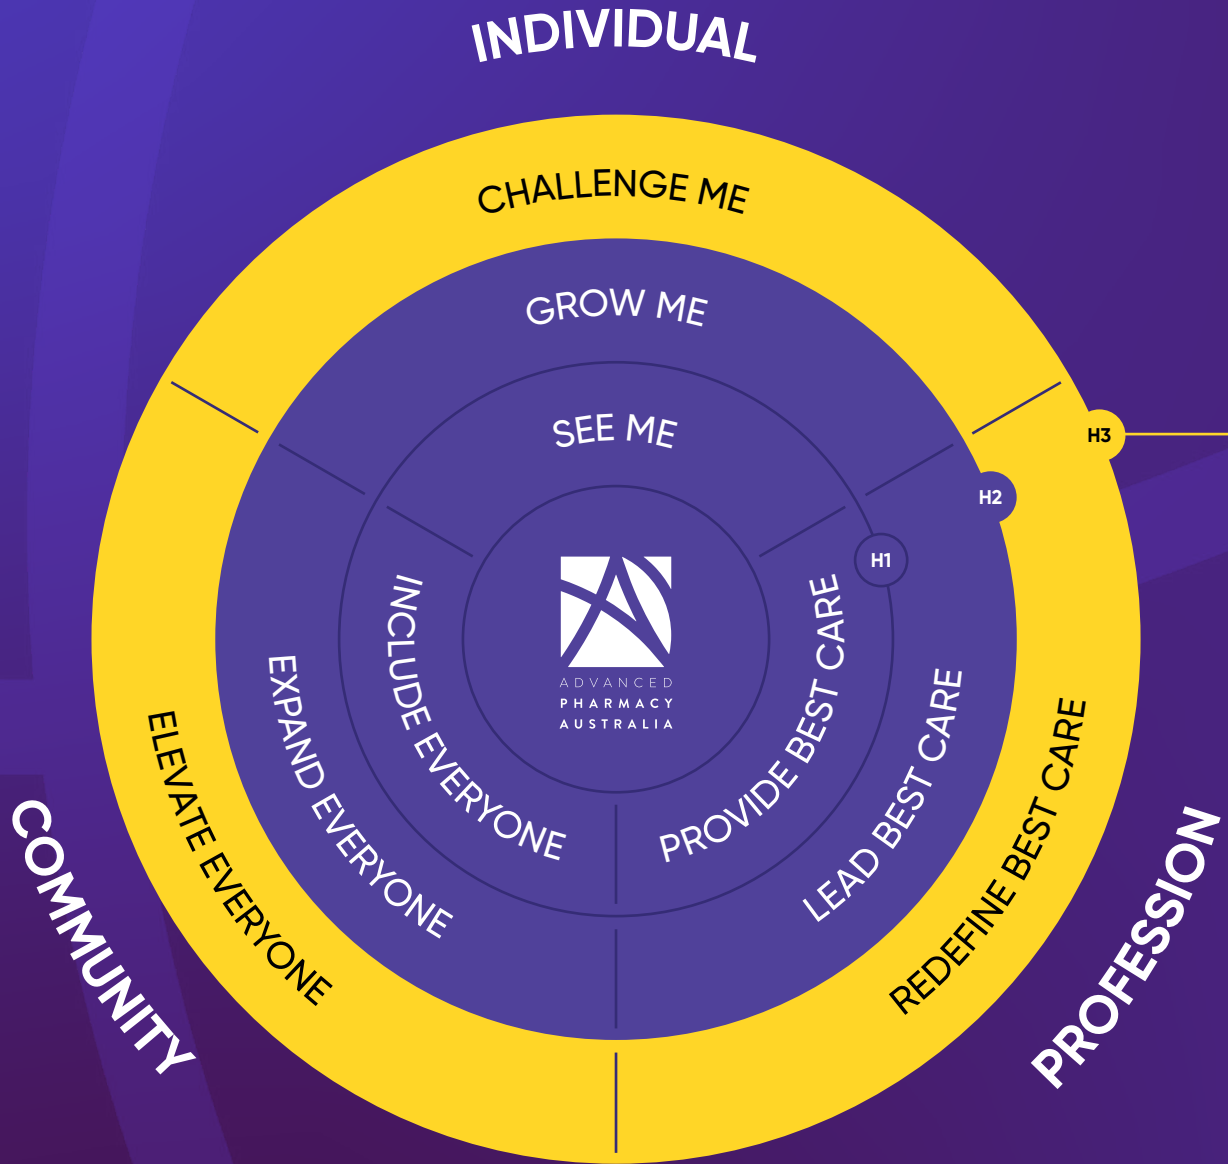 INDIVIDUAL
CHALLENGE ME
GROW ME
SEE ME
H3
H2
H1
INCLUDE EVERYONE
EXPAND EVERYONE
ELEVATE EVERYONE
PROVIDE BEST CARE
LEAD BEST CARE
REDEFINE BEST CARE
ADVANCED
PHARMACY
AUSTRALIA
COMMUNITY
PROFESSION